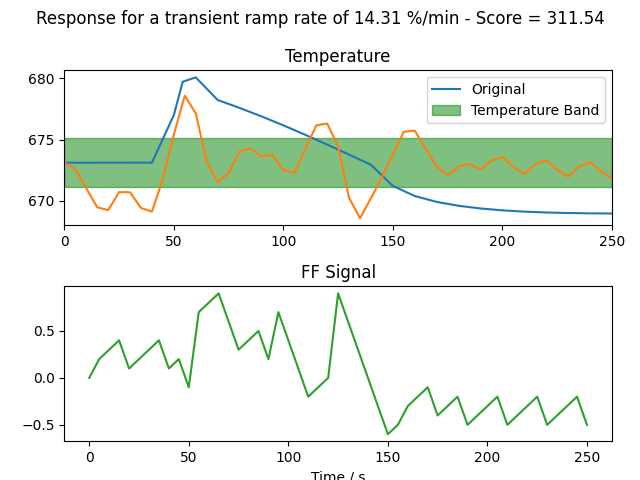 Response for a transient ramp rate of 14.31 %/min - Score = 311.54
Temperature
680
675
670
Original
Temperature Band
0 50 100 150 200 250
FF Signal
0.5
0.0
−0.5
0 50 100 150 200 250
Time / s